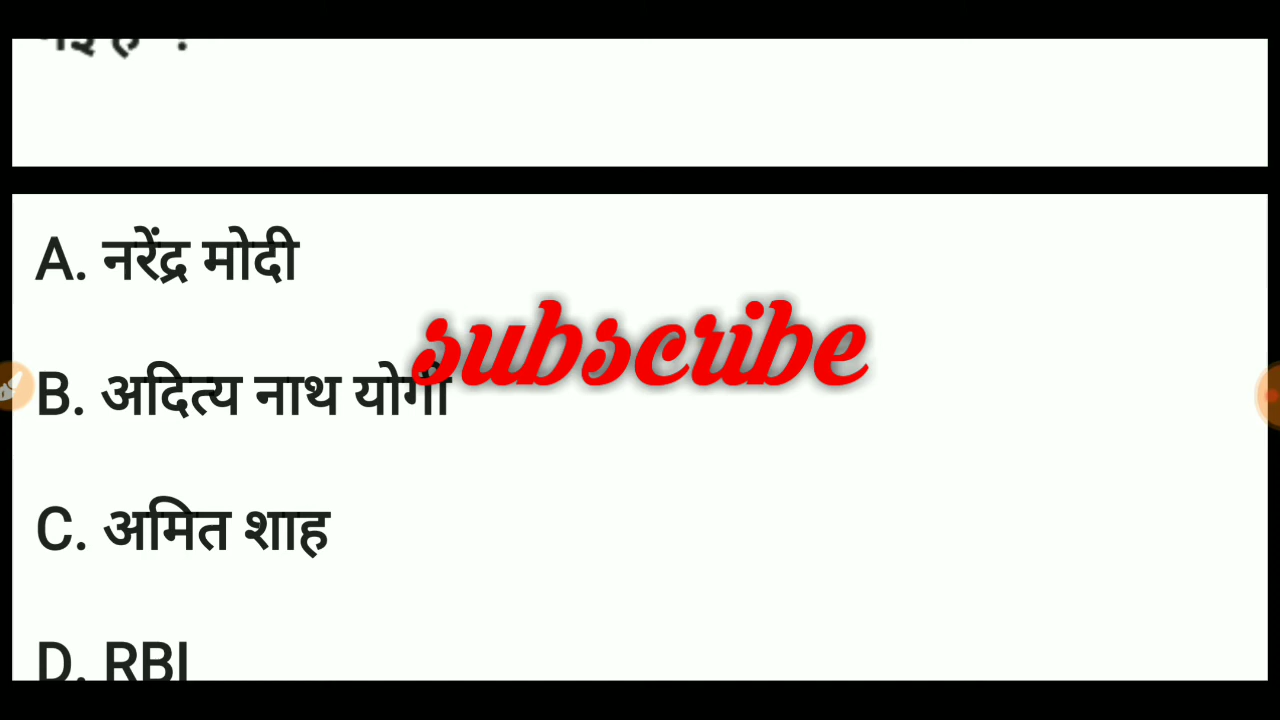 A. नरेंद्र मोदी
subscribe
B. अदित्य नाथ योगी
C. अमित शाह
D. RBI